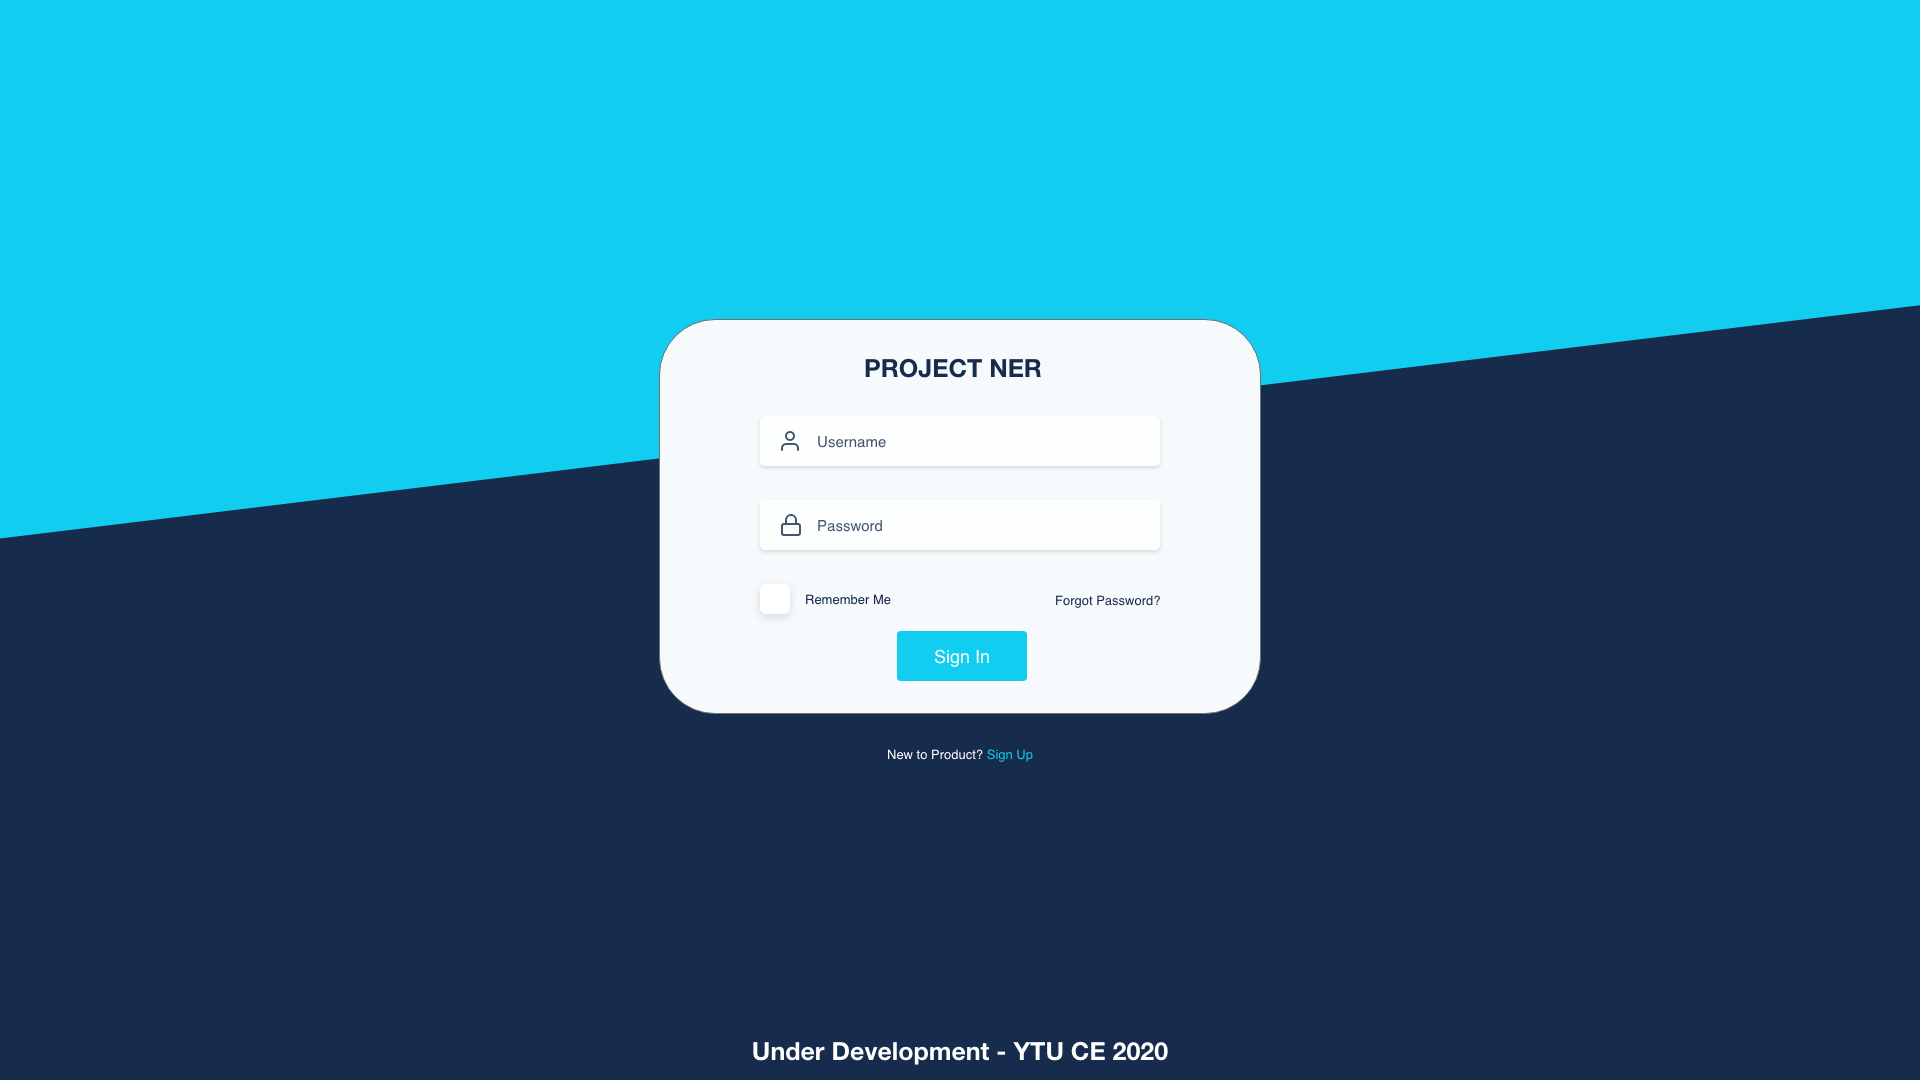 PROJECT NER
Username
Password
Remember Me
Forgot Password?
Sign In
New to Product? Sign Up
Under Development - YTU CE 2020